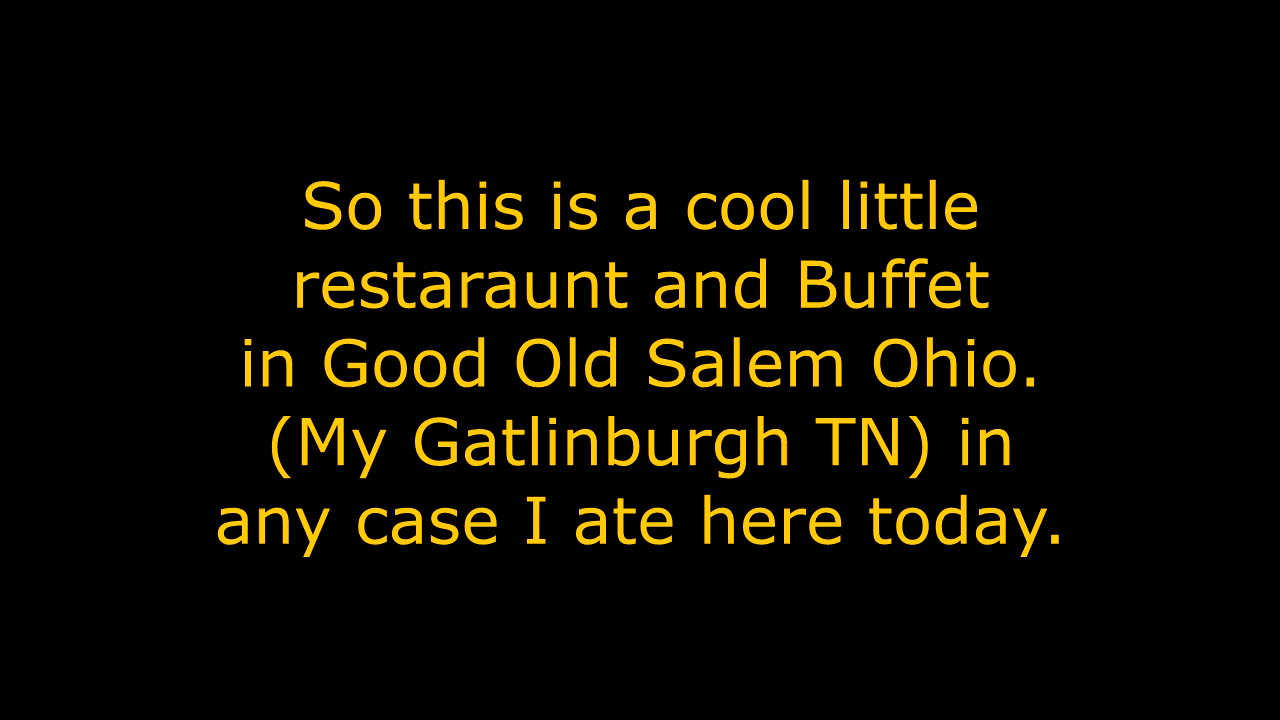 So this is a cool little
restaraunt and Buffet
in Good Old Salem Ohio.
(My Gatlinburgh TN) in
any case I ate here today.